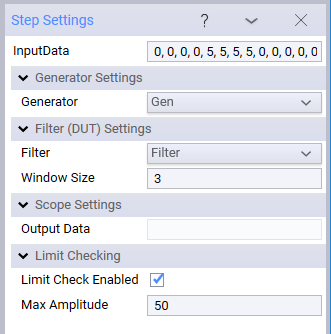 Step Settings ?
InputData 0, 0, 0, 0, 5, 5, 5, 5, 0, 0, 0, 0, 0
Generator Settings
Generator Gen
Filter (DUT) Settings
Filter Filter
Window Size 3
Scope Settings
Output Data
Limit Checking
Limit Check Enabled
Max Amplitude 50